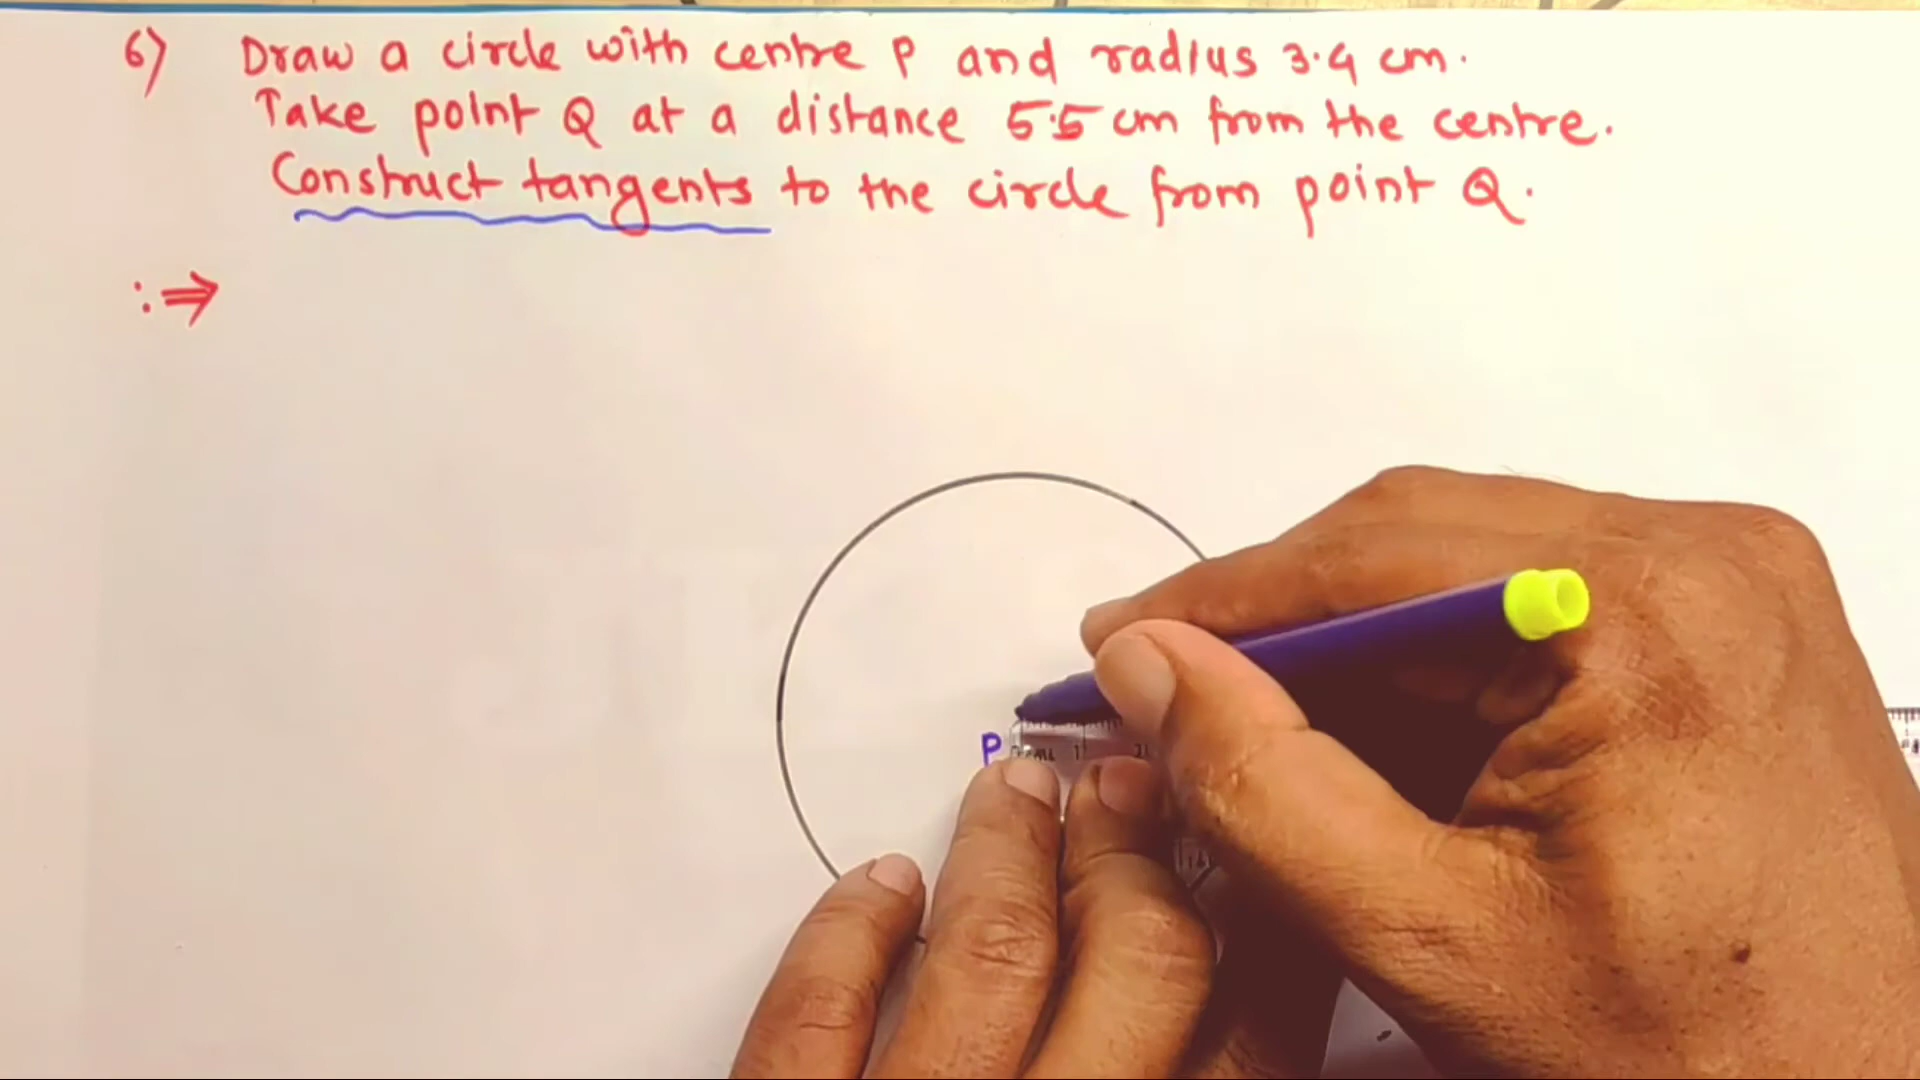 6) Draw a circle with centre P and radius 3.4 cm.
Take point Q at a distance 5.5 cm from the centre.
Construct tangents to the circle from point Q.
:⇒
P
1